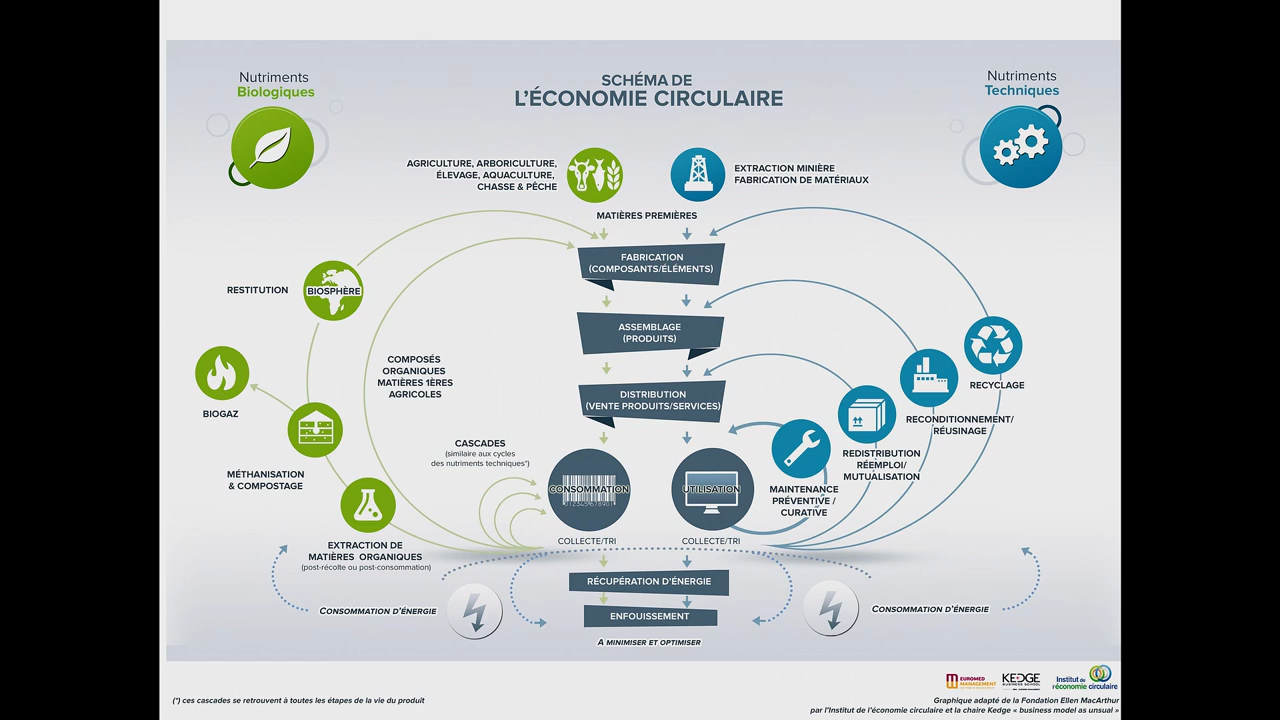 SCHÉMA DE
L'ÉCONOMIE CIRCULAIRE
Nutriments
Biologiques
Nutriments
Techniques
AGRICULTURE, ARBORICULTURE,
ÉLEVAGE, AQUACULTURE,
CHASSE & PÊCHE
EXTRACTION MINIÈRE
FABRICATION DE MATÉRIAUX
MATIÈRES PREMIÈRES
FABRICATION
(COMPOSANTS/ÉLÉMENTS)
ASSEMBLAGE
(PRODUITS)
DISTRIBUTION
(VENTE PRODUITS/SERVICES)
RESTITUTION
BIOSPHÈRE
BIOGAZ
MÉTHANISATION
& COMPOSTAGE
EXTRACTION DE
MATIÈRES ORGANIQUES
(post-récolte ou post-consommation)
COMPOSÉS
ORGANIQUES
MATIÈRES 1ÈRES
AGRICOLES
CASCADES
(similaire aux cycles
des nutriments techniques*)
CONSOMMATION
UTILISATION
COLLECTE/TRI
COLLECTE/TRI
MAINTENANCE
PRÉVENTIVE /
CURATIVE
REDISTRIBUTION
RÉEMPLOI/
MUTUALISATION
RECONDITIONNEMENT/
RÉUSINAGE
RECYCLAGE
RÉCUPÉRATION D'ÉNERGIE
ENFOUISSEMENT
A MINIMISER ET OPTIMISER
CONSOMMATION D'ÉNERGIE
CONSOMMATION D'ÉNERGIE
EUROMED
MANAGEMENT
KEDGE
BUSINESS SCHOOL
Institut de
l'économie circulaire
(*) ces cascades se retrouvent à toutes les étapes de la vie du produit
Graphique adapté de la Fondation Ellen MacArthur
par l'Institut de l'économie circulaire et la chaire Kedge « business model as unsual »